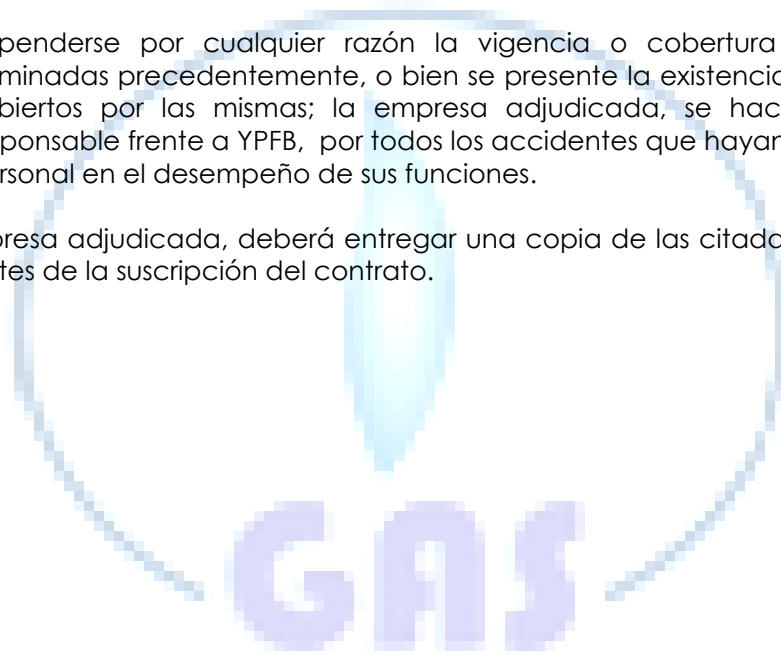 penderse por cualquier razón la vigencia o cobertura
minadas precedentemente, o bien se presente la existencia
biertos por las mismas; la empresa adjudicada, se hac
ponsable frente a YPFB, por todos los accidentes que hayan
rsonal en el desempeño de sus funciones.
presa adjudicada, deberá entregar una copia de las citada
tes de la suscripción del contrato.
GAS